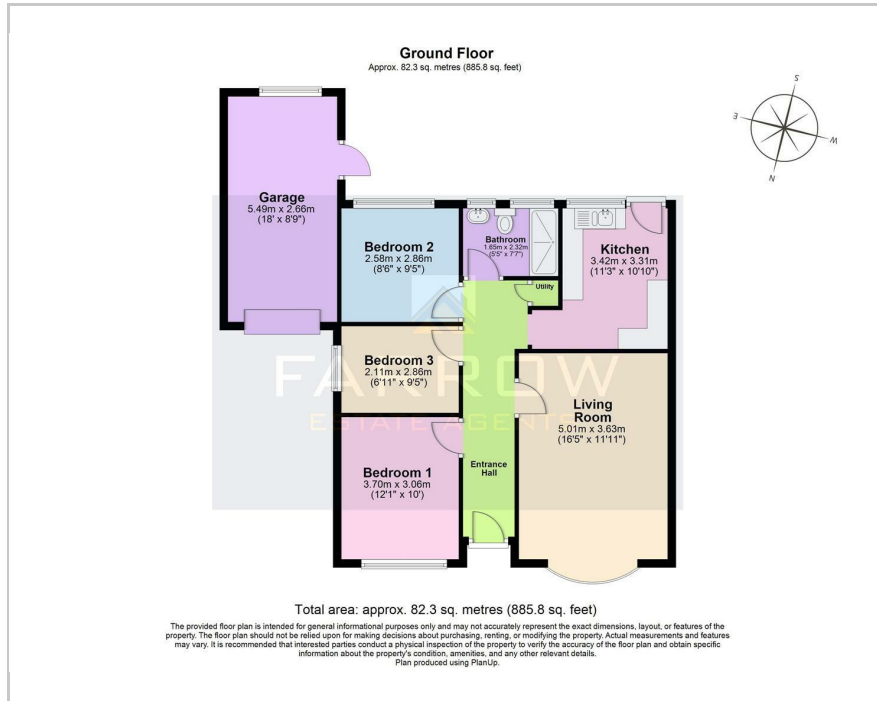 Ground Floor
Approx. 82.3 sq. metres (885.8 sq. feet)
S
E
W
N
Garage
5.49m x 2.66m
(18' x 8'9")
Bedroom 2
2.58m x 2.86m
(8'6" x 9'5")
Bathroom
1.65m x 2.32m
(5'5" x 7'7")
Kitchen
3.42m x 3.31m
(11'3" x 10'10")
Utility
Bedroom 3
2.11m x 2.86m
(6'11" x 9'5")
FARROW
ESTATE AGENTS
Living
Room
5.01m x 3.63m
(16'5" x 11'11")
Bedroom 1
3.70m x 3.06m
(12'1" x 10')
Entrance
Hall
Total area: approx. 82.3 sq. metres (885.8 sq. feet)
The provided floor plan is intended for general informational purposes only and may not accurately represent the exact dimensions, layout, or features of the
property. The floor plan should not be relied upon for making decisions about purchasing, renting, or modifying the property. Actual measurements and features
may vary. It is recommended that interested parties conduct a physical inspection of the property to verify the accuracy of the floor plan and obtain specific
information about the property's condition, amenities, and any other relevant details.
Plan produced using PlanUp.